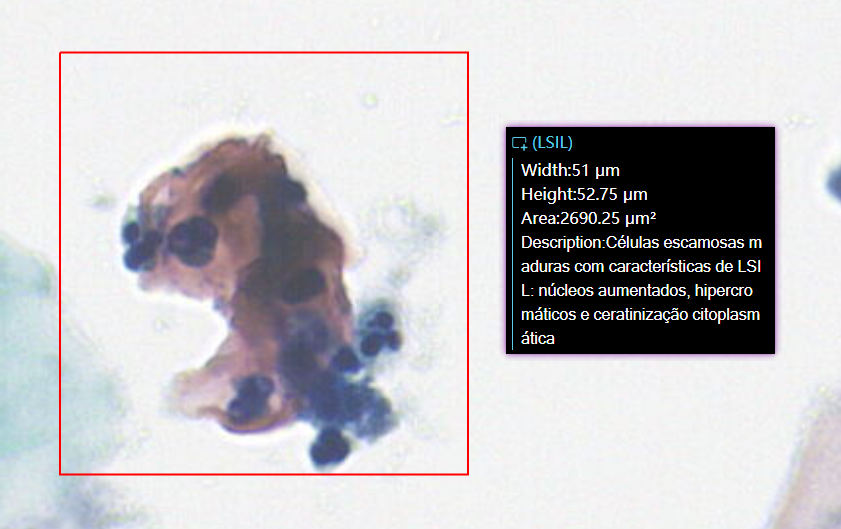 (LSIL)
Width:51 μm
Height:52.75 μm
Area:2690.25 μm²
Description:Células escamosas m
aduras com características de LSI
L: núcleos aumentados, hipercro
máticos e ceratinização citoplasm
ática